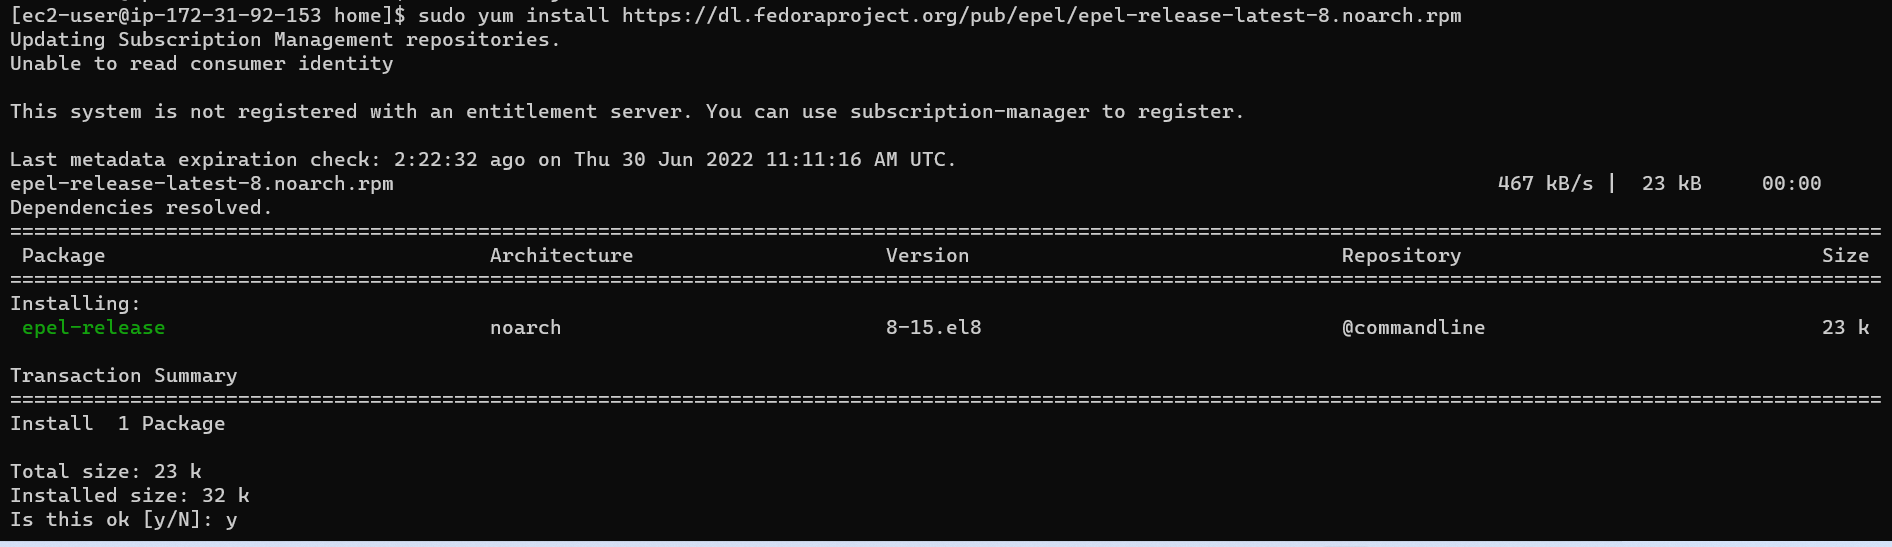 [ec2-user@ip-172-31-92-153 home]$ sudo yum install https://dl.fedoraproject.org/pub/epel/epel-release-latest-8.noarch.rpm
Updating Subscription Management repositories.
Unable to read consumer identity
This system is not registered with an entitlement server. You can use subscription-manager to register.
Last metadata expiration check: 2:22:32 ago on Thu 30 Jun 2022 11:11:16 AM UTC.
epel-release-latest-8.noarch.rpm 467 kB/s | 23 kB 00:00
Dependencies resolved.
============================================================================================================================================================
Package Architecture Version Repository Size
============================================================================================================================================================
Installing:
epel-release noarch 8-15.el8 @commandline 23 k
Transaction Summary
============================================================================================================================================================
Install 1 Package
Total size: 23 k
Installed size: 32 k
Is this ok [y/N]: y